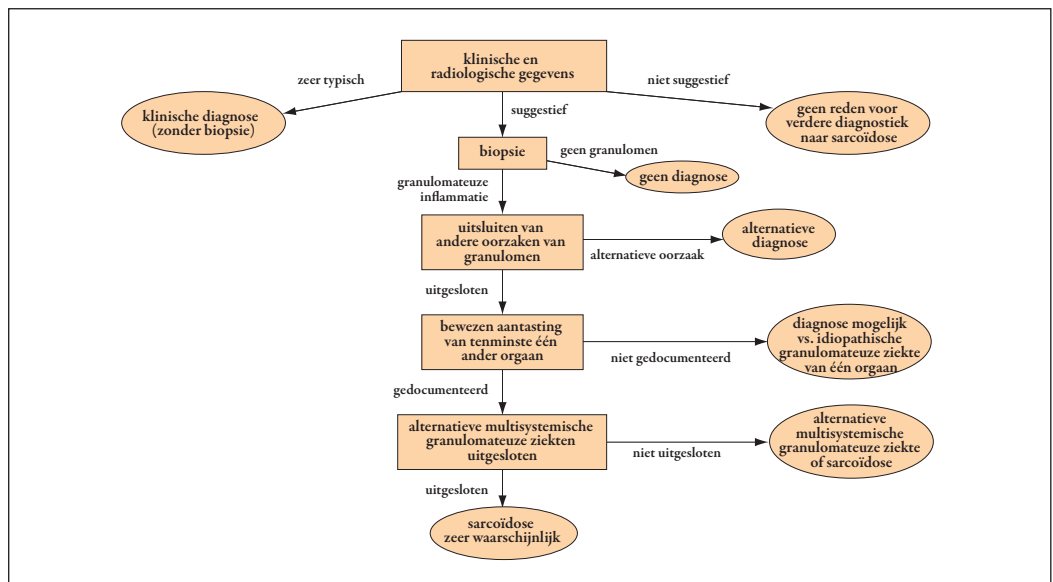 klinische en
radiologische gegevens
zeer typisch
niet suggestief
klinische diagnose
(zonder biopsie)
suggestief
geen reden voor
verdere diagnostiek
naar sarcoïdose
biopsie
geen granulomen
geen diagnose
granulomateuze
inflammatie
uitsluiten van
andere oorzaken van
granulomen
alternatieve oorzaak
alternatieve
diagnose
uitgesloten
bewezen aantasting
van tenminste één
ander orgaan
niet gedocumenteerd
diagnose mogelijk
vs. idiopathische
granulomateuze ziekte
van één orgaan
gedocumenteerd
alternatieve multisystemische
granulomateuze ziekten
uitgesloten
niet uitgesloten
alternatieve
multisystemische
granulomateuze ziekte
of sarcoïdose
uitgesloten
sarcoïdose
zeer waarschijnlijk